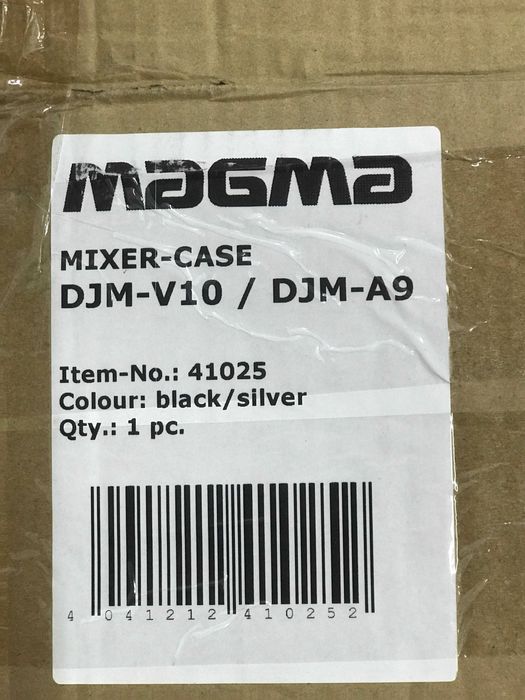 MAGMA
MIXER-CASE
DJM-V10 / DJM-A9
Item-No.: 41025
Colour: black/silver
Qty.: 1 pc.
4 041212 410252